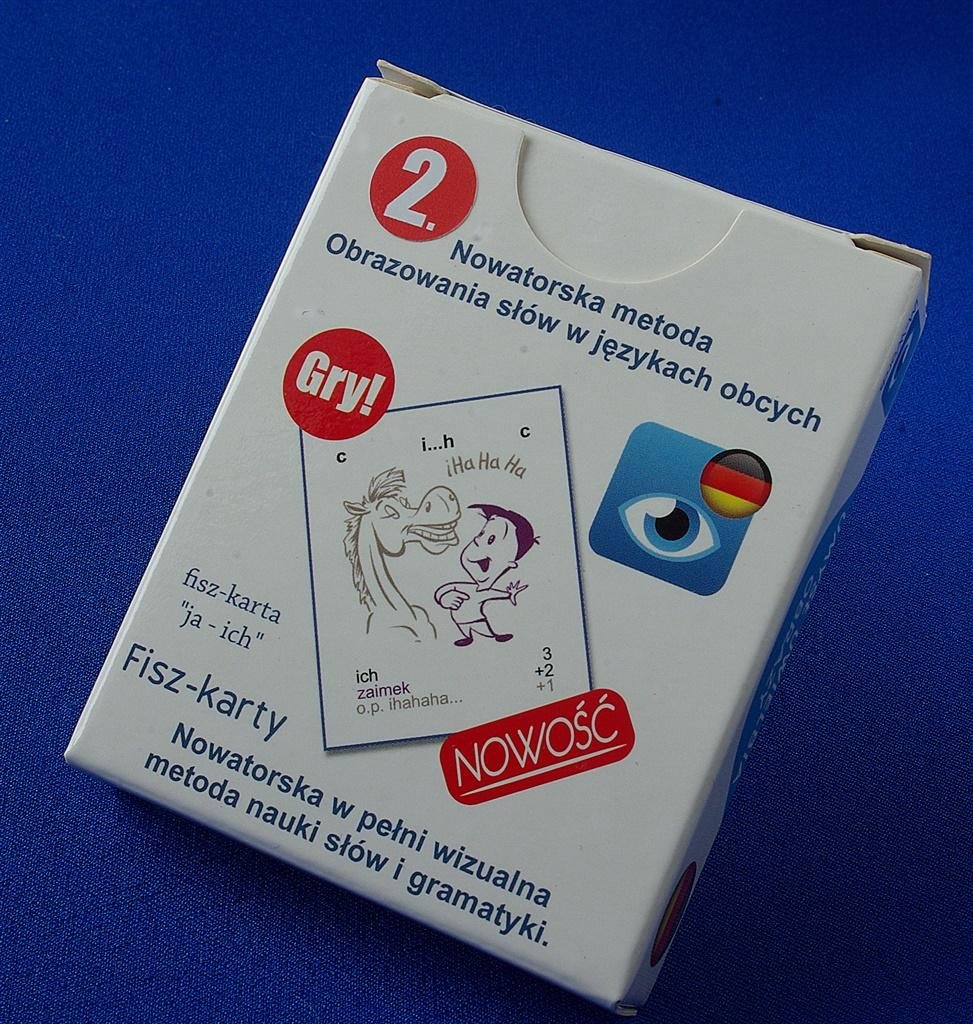 2.
Nowatorska metoda
Obrazowania słów w językach obcych
Gry!
c i...h c
¡Ha Ha Ha
fisz-karta
"ja - ich"
ich 3
zaimek +2
o.p. ihahaha... +1
Fisz-karty
NOWOŚĆ
Nowatorska w pełni wizualna
metoda nauki słów i gramatyki.